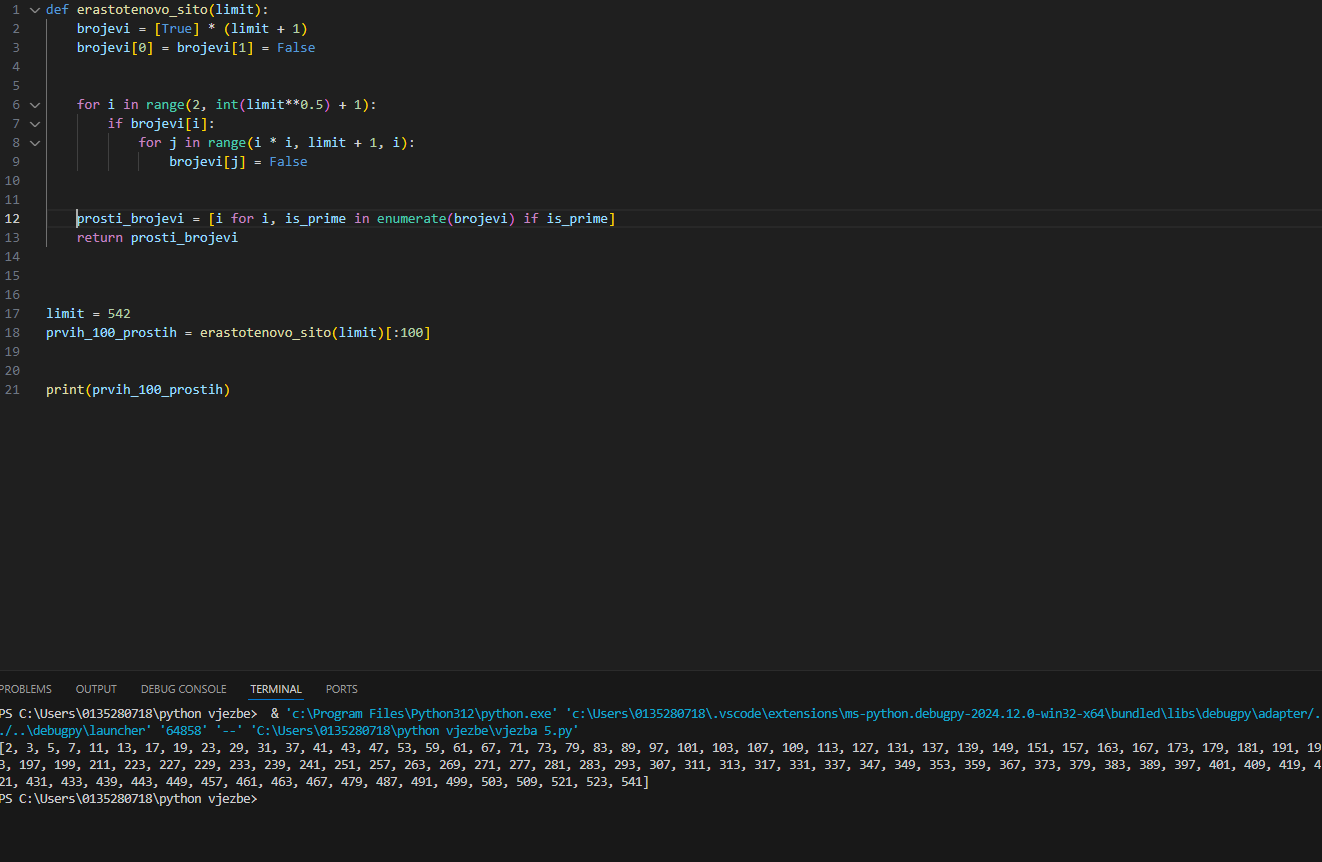 1 def erastotenovo_sito(limit):
2     brojevi = [True] * (limit + 1)
3     brojevi[0] = brojevi[1] = False
4
5
6     for i in range(2, int(limit**0.5) + 1):
7         if brojevi[i]:
8             for j in range(i * i, limit + 1, i):
9                 brojevi[j] = False
10
11
12     prosti_brojevi = [i for i, is_prime in enumerate(brojevi) if is_prime]
13     return prosti_brojevi
14
15
16
17 limit = 542
18 prvih_100_prostih = erastotenovo_sito(limit)[:100]
19
20
21 print(prvih_100_prostih)
PROBLEMS OUTPUT DEBUG CONSOLE TERMINAL PORTS
PS C:\Users\0135280718\python vjezbe>  & 'c:\Program Files\Python312\python.exe' 'c:\Users\0135280718\.vscode\extensions\ms-python.debugpy-2024.12.0-win32-x64\bundled\libs\debugpy\adapter/.
./..\debugpy\launcher' '64858' '--' 'C:\Users\0135280718\python vjezbe\vjezba 5.py'
[2, 3, 5, 7, 11, 13, 17, 19, 23, 29, 31, 37, 41, 43, 47, 53, 59, 61, 67, 71, 73, 79, 83, 89, 97, 101, 103, 107, 109, 113, 127, 131, 137, 139, 149, 151, 157, 163, 167, 173, 179, 181, 191, 19
3, 197, 199, 211, 223, 227, 229, 233, 239, 241, 251, 257, 263, 269, 271, 277, 281, 283, 293, 307, 311, 313, 317, 331, 337, 347, 349, 353, 359, 367, 373, 379, 383, 389, 397, 401, 409, 419, 4
21, 431, 433, 439, 443, 449, 457, 461, 463, 467, 479, 487, 491, 499, 503, 509, 521, 523, 541]
PS C:\Users\0135280718\python vjezbe>